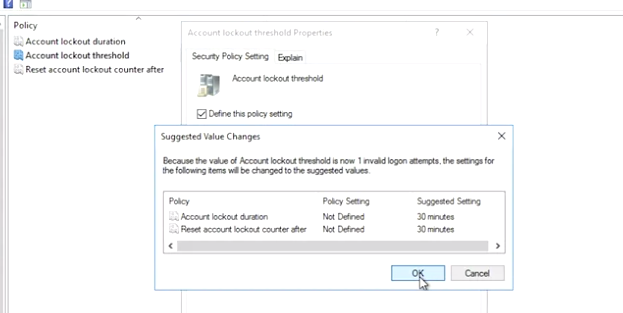 Policy
Account lockout duration
Account lockout threshold
Reset account lockout counter after
Account lockout threshold Properties
?
Security Policy Setting Explain
Account lockout threshold
Define this policy setting
Suggested Value Changes
Because the value of Account lockout threshold is now 1 invalid logon attempts, the settings for
the following items will be changed to the suggested values.
Policy Policy Setting Suggested Setting
Account lockout duration Not Defined 30 minutes
Reset account lockout counter after Not Defined 30 minutes
OK Cancel